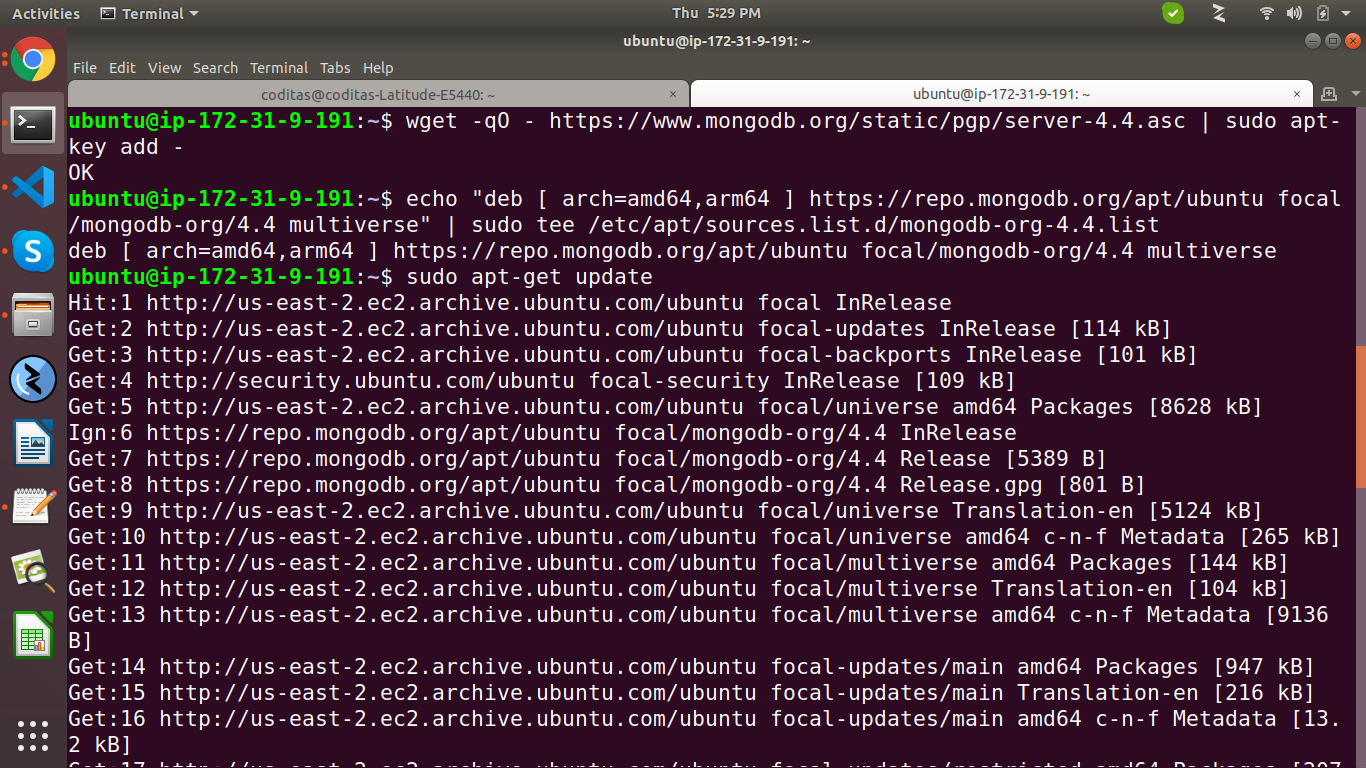 Activities Terminal Thu 5:29 PM
ubuntu@ip-172-31-9-191: ~
File Edit View Search Terminal Tabs Help
coditas@coditas-Latitude-E5440: ~ × ubuntu@ip-172-31-9-191: ~ ×
ubuntu@ip-172-31-9-191:~$ wget -qO - https://www.mongodb.org/static/pgp/server-4.4.asc | sudo apt-
key add -
OK
ubuntu@ip-172-31-9-191:~$ echo "deb [ arch=amd64,arm64 ] https://repo.mongodb.org/apt/ubuntu focal
/mongodb-org/4.4 multiverse" | sudo tee /etc/apt/sources.list.d/mongodb-org-4.4.list
deb [ arch=amd64,arm64 ] https://repo.mongodb.org/apt/ubuntu focal/mongodb-org/4.4 multiverse
ubuntu@ip-172-31-9-191:~$ sudo apt-get update
Hit:1 http://us-east-2.ec2.archive.ubuntu.com/ubuntu focal InRelease
Get:2 http://us-east-2.ec2.archive.ubuntu.com/ubuntu focal-updates InRelease [114 kB]
Get:3 http://us-east-2.ec2.archive.ubuntu.com/ubuntu focal-backports InRelease [101 kB]
Get:4 http://security.ubuntu.com/ubuntu focal-security InRelease [109 kB]
Get:5 http://us-east-2.ec2.archive.ubuntu.com/ubuntu focal/universe amd64 Packages [8628 kB]
Ign:6 https://repo.mongodb.org/apt/ubuntu focal/mongodb-org/4.4 InRelease
Get:7 https://repo.mongodb.org/apt/ubuntu focal/mongodb-org/4.4 Release [5389 B]
Get:8 https://repo.mongodb.org/apt/ubuntu focal/mongodb-org/4.4 Release.gpg [801 B]
Get:9 http://us-east-2.ec2.archive.ubuntu.com/ubuntu focal/universe Translation-en [5124 kB]
Get:10 http://us-east-2.ec2.archive.ubuntu.com/ubuntu focal/universe amd64 c-n-f Metadata [265 kB]
Get:11 http://us-east-2.ec2.archive.ubuntu.com/ubuntu focal/multiverse amd64 Packages [144 kB]
Get:12 http://us-east-2.ec2.archive.ubuntu.com/ubuntu focal/multiverse Translation-en [104 kB]
Get:13 http://us-east-2.ec2.archive.ubuntu.com/ubuntu focal/multiverse amd64 c-n-f Metadata [9136
B]
Get:14 http://us-east-2.ec2.archive.ubuntu.com/ubuntu focal-updates/main amd64 Packages [947 kB]
Get:15 http://us-east-2.ec2.archive.ubuntu.com/ubuntu focal-updates/main Translation-en [216 kB]
Get:16 http://us-east-2.ec2.archive.ubuntu.com/ubuntu focal-updates/main amd64 c-n-f Metadata [13.
2 kB]